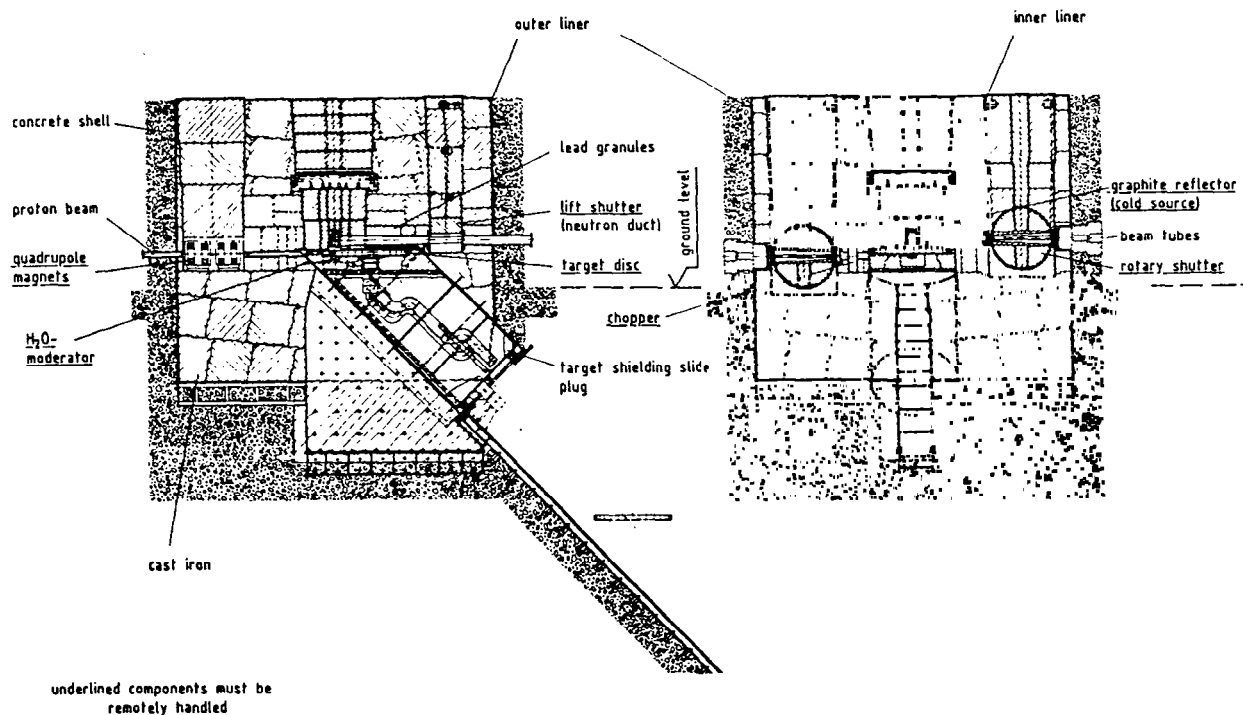 outer liner
inner liner
concrete shell
lead granules
proton beam
lift shutter
(neutron duct)
ground level
graphite reflector
(cold source)
beam tubes
quadrupole
magnets
target disc
rotary shutter
chopper
H₂O-
moderator
target shielding slide
plug
cast iron
underlined components must be
remotely handled